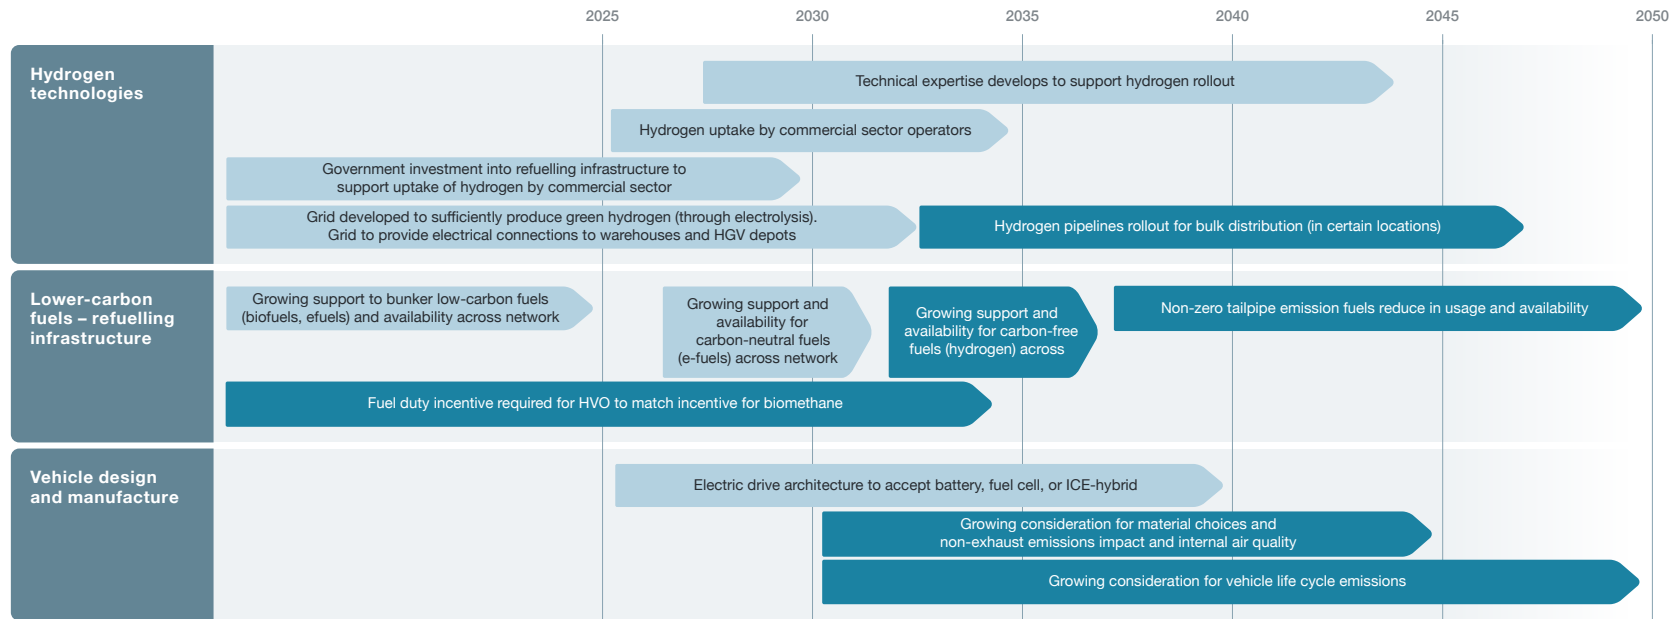 2025 2030 2035 2040 2045 2050
Hydrogen
technologies
Technical expertise develops to support hydrogen rollout
Hydrogen uptake by commercial sector operators
Government investment into refuelling infrastructure to
support uptake of hydrogen by commercial sector
Grid developed to sufficiently produce green hydrogen (through electrolysis).
Grid to provide electrical connections to warehouses and HGV depots
Hydrogen pipelines rollout for bulk distribution (in certain locations)
Lower-carbon
fuels – refuelling
infrastructure
Growing support to bunker low-carbon fuels
(biofuels, efuels) and availability across network
Growing support and
availability for
carbon-neutral fuels
(e-fuels) across network
Growing support and
availability for carbon-free
fuels (hydrogen) across
Non-zero tailpipe emission fuels reduce in usage and availability
Fuel duty incentive required for HVO to match incentive for biomethane
Vehicle design
and manufacture
Electric drive architecture to accept battery, fuel cell, or ICE-hybrid
Growing consideration for material choices and
non-exhaust emissions impact and internal air quality
Growing consideration for vehicle life cycle emissions